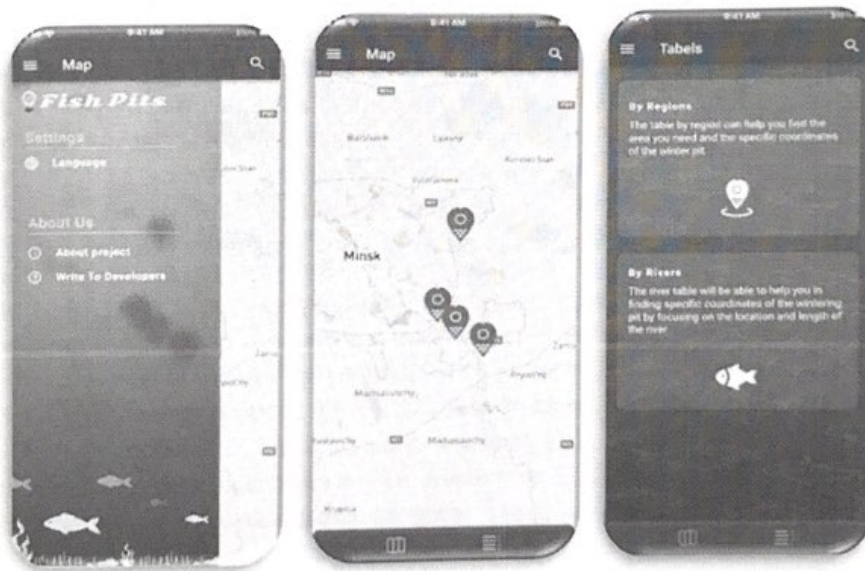 9:41 AM
Map
Fish Pits
Settings
Language
About Us
About project
Write To Developers
9:41 AM
Map
Minsk
9:41 AM
Tabels
By Regions
The table by region can help you find the
area you need and the specific coordinates
of the winter pit
By Rivers
The river table will be able to help you in
finding specific coordinates of the wintering
pit by focusing on the location and length of
the river